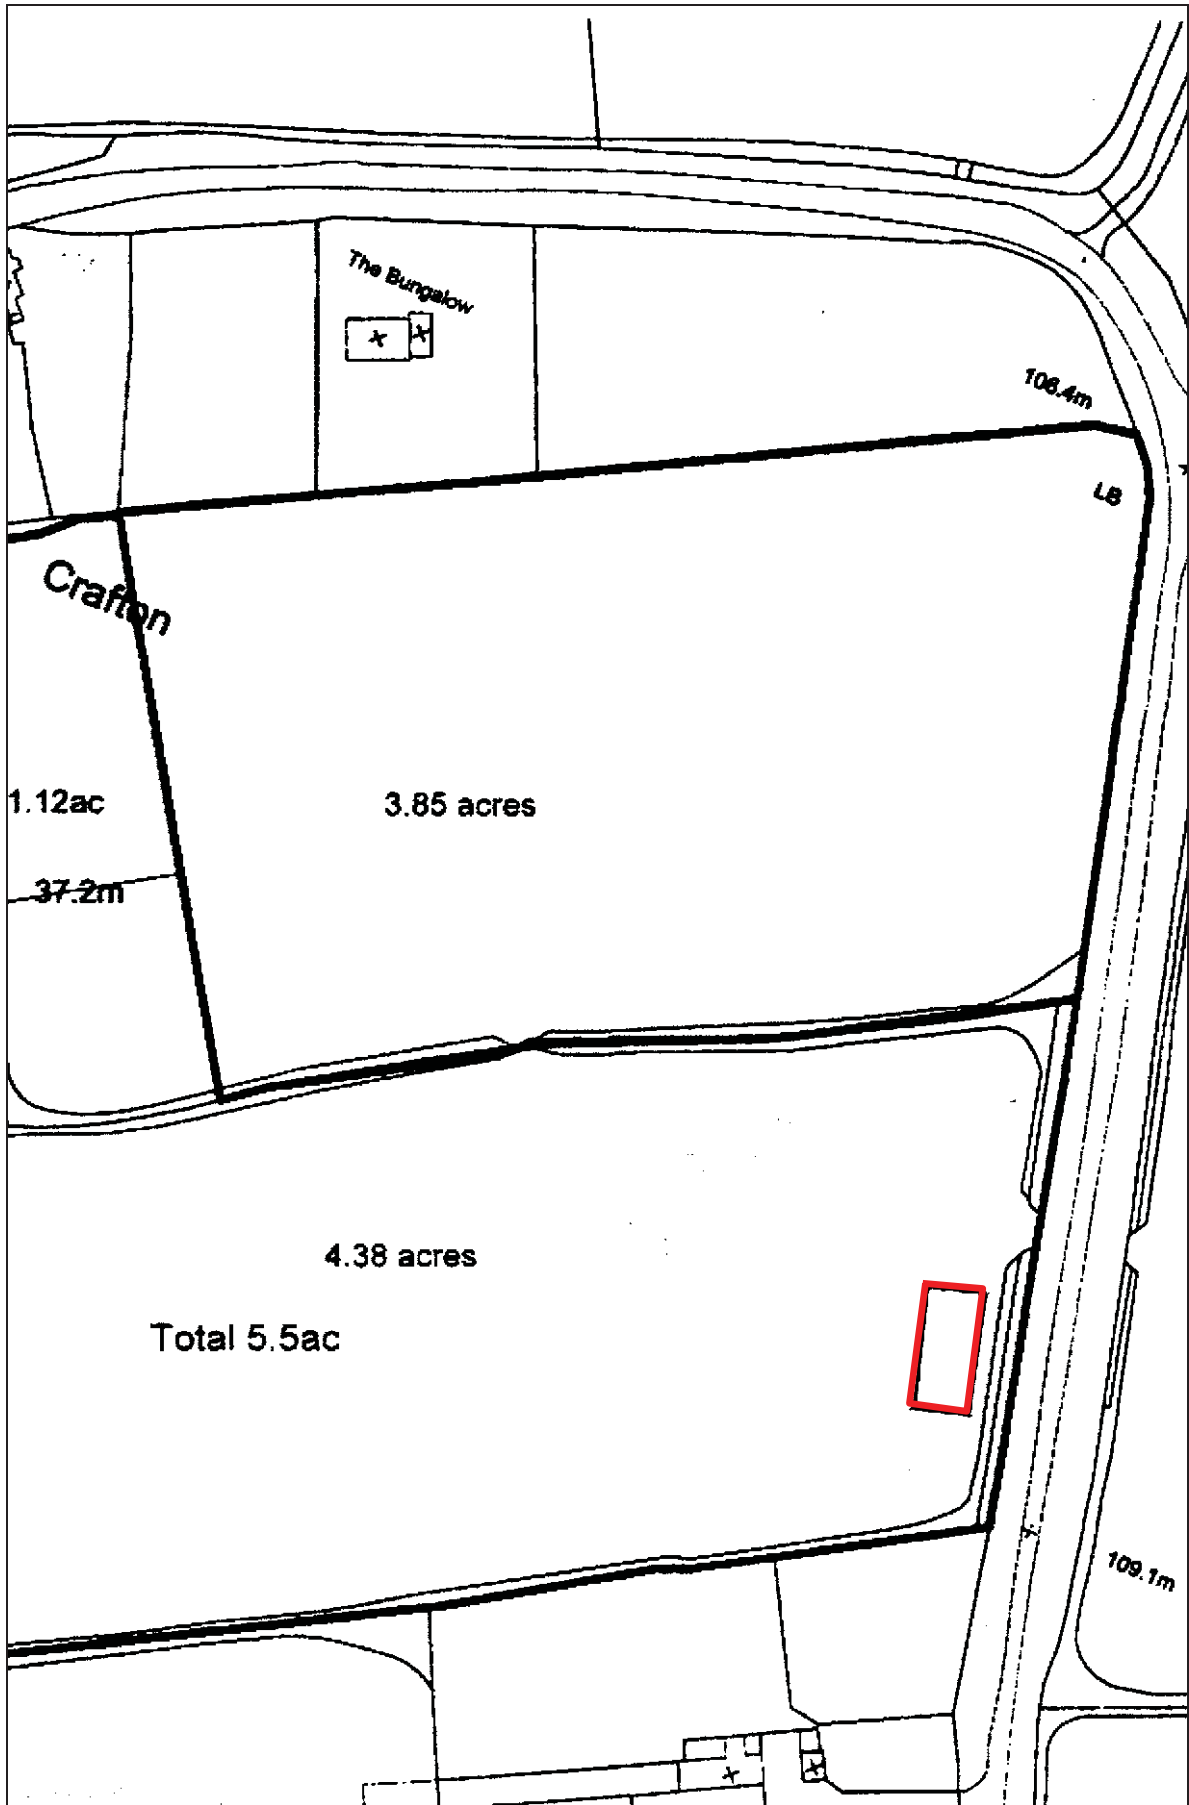 The Bungalow
106.4m
LB
Crafton
1.12ac
3.85 acres
37.2m
4.38 acres
Total 5.5ac
109.1m